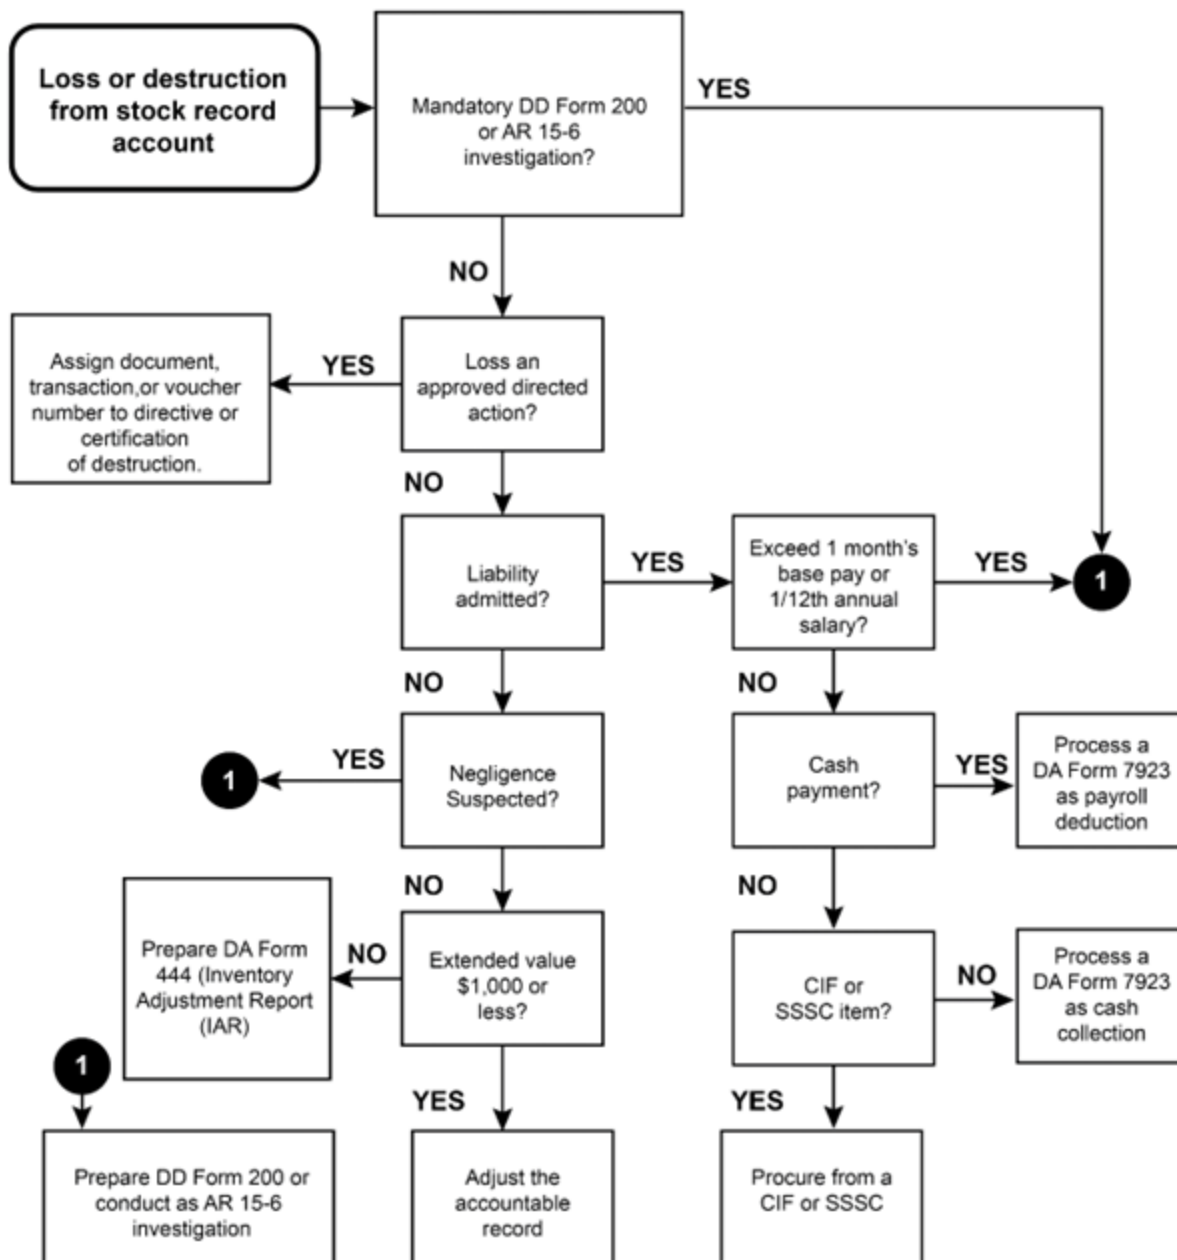 Loss or destruction
from stock record
account
Mandatory DD Form 200
or AR 15-6
investigation?
YES
NO
Assign document,
transaction,or voucher
number to directive or
certification
of destruction.
YES
Loss an
approved directed
action?
NO
Liability
admitted?
YES
Exceed 1 month's
base pay or
1/12th annual
salary?
YES
1
NO
NO
1
YES
Negligence
Suspected?
Cash
payment?
YES
Process a
DA Form 7923
as payroll
deduction
NO
NO
Prepare DA Form
444 (Inventory
Adjustment Report
(IAR)
NO
Extended value
$1,000 or
less?
CIF or
SSSC item?
NO
Process a
DA Form 7923
as cash
collection
1
YES
YES
Prepare DD Form 200 or
conduct as AR 15-6
investigation
Adjust the
accountable
record
Procure from a
CIF or SSSC